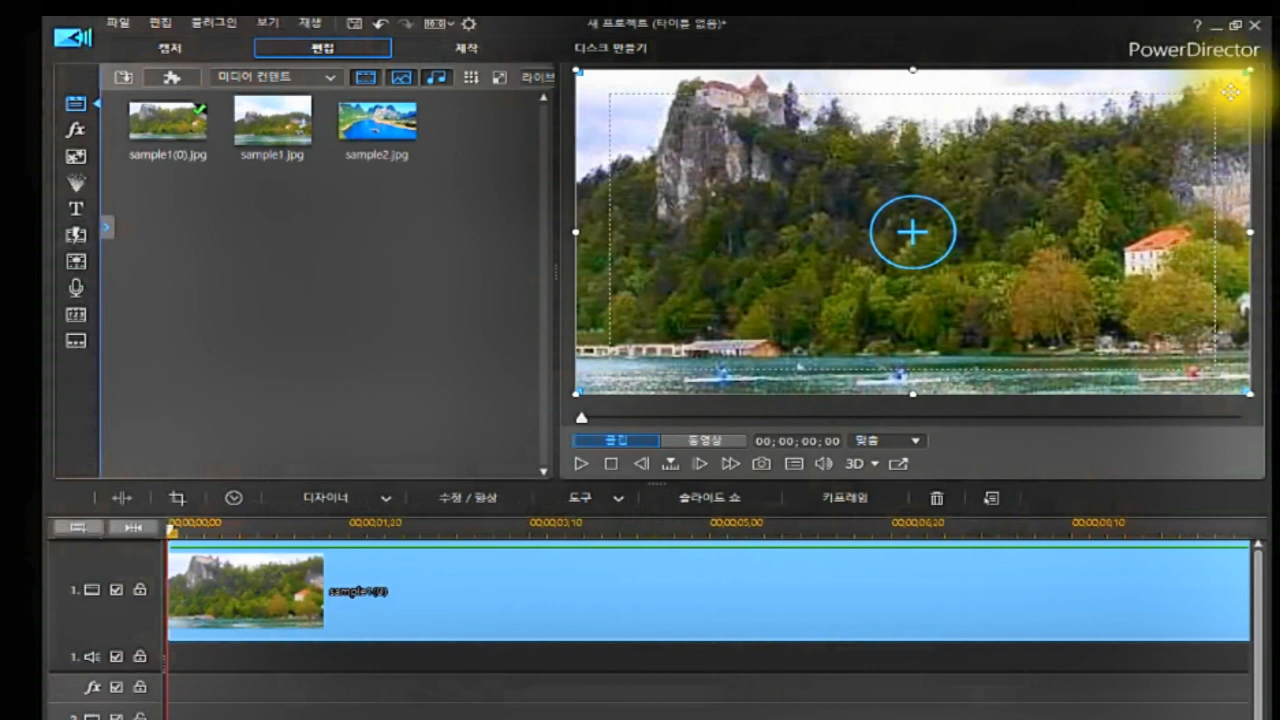 파일 편집 플러그인 보기 재생
새 프로젝트 (타이틀 없음)*
캡처 편집 제작 디스크 만들기
PowerDirector
미디어 컨텐트 라이브
sample1(0).jpg sample1.jpg sample2.jpg
클립 동영상 00;00;00;00 맞춤
3D
디자이너 수정 / 향상 도구 슬라이드 쇼 키프레임
00;00;00;00 00;00;01;20 00;00;03;10 00;00;05;00 00;00;06;20 00;00;08;10
1. sample1(0)
1.
fx